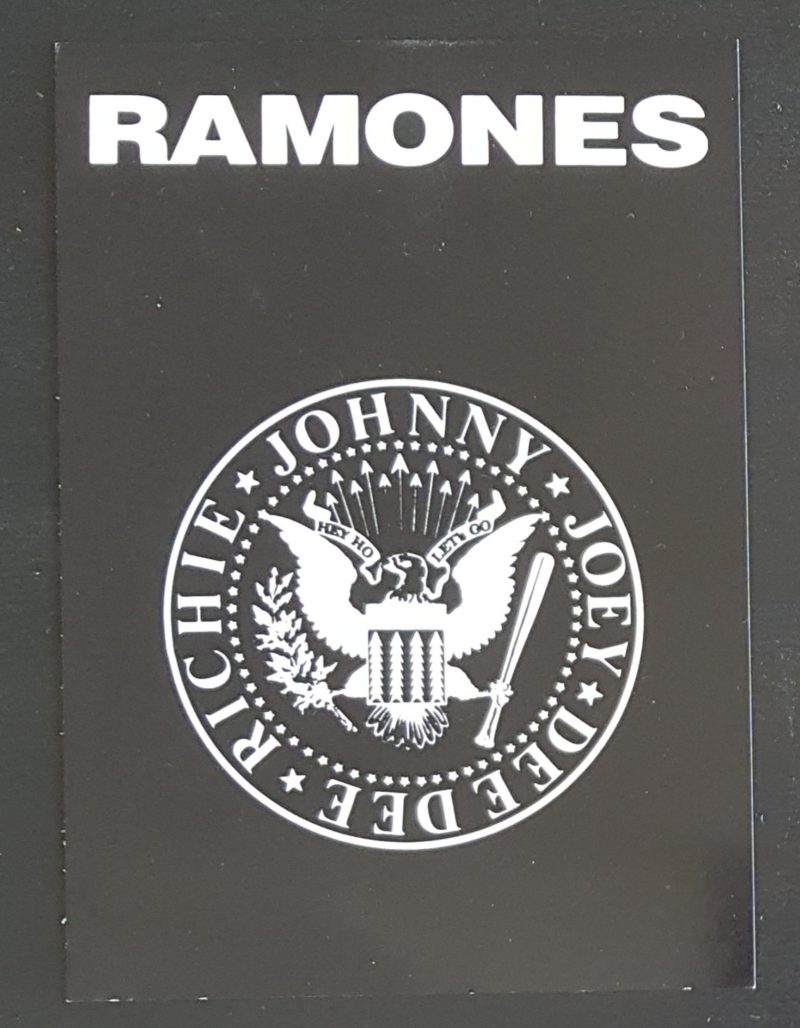 RAMONES
JOHNNY
JOEY
DEE DEE
RICHIE
HEY HO
LET'S GO